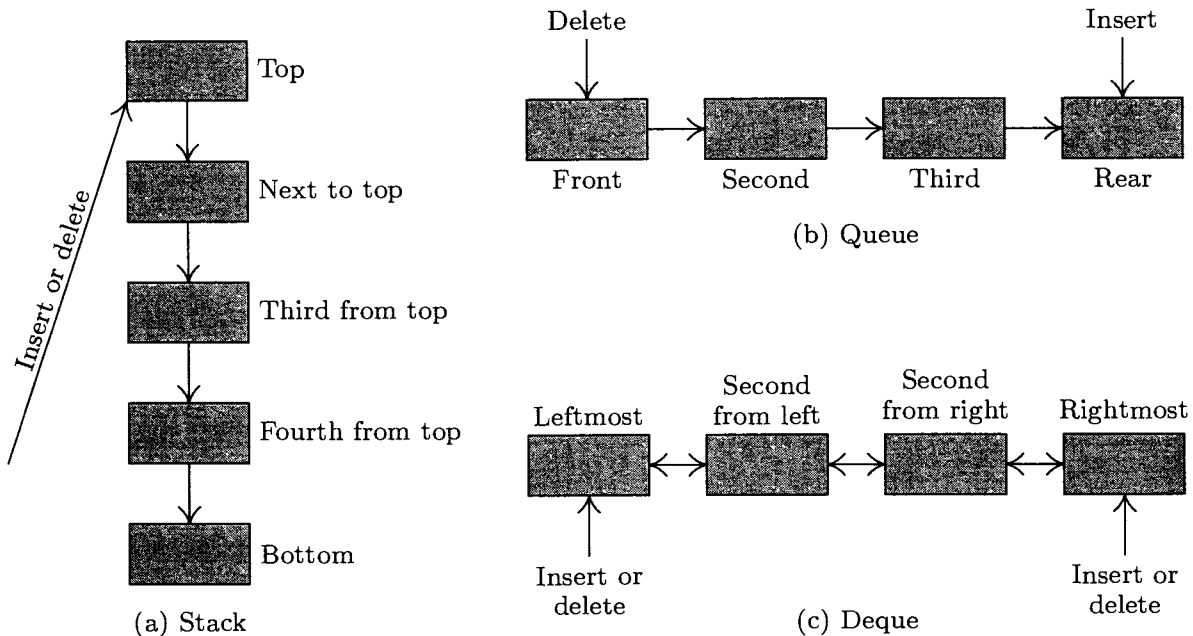 Insert or delete
Top
Next to top
Third from top
Fourth from top
Bottom
(a) Stack
Delete
Insert
Front
Second
Third
Rear
(b) Queue
Leftmost
Second
from left
Second
from right
Rightmost
Insert or
delete
Insert or
delete
(c) Deque